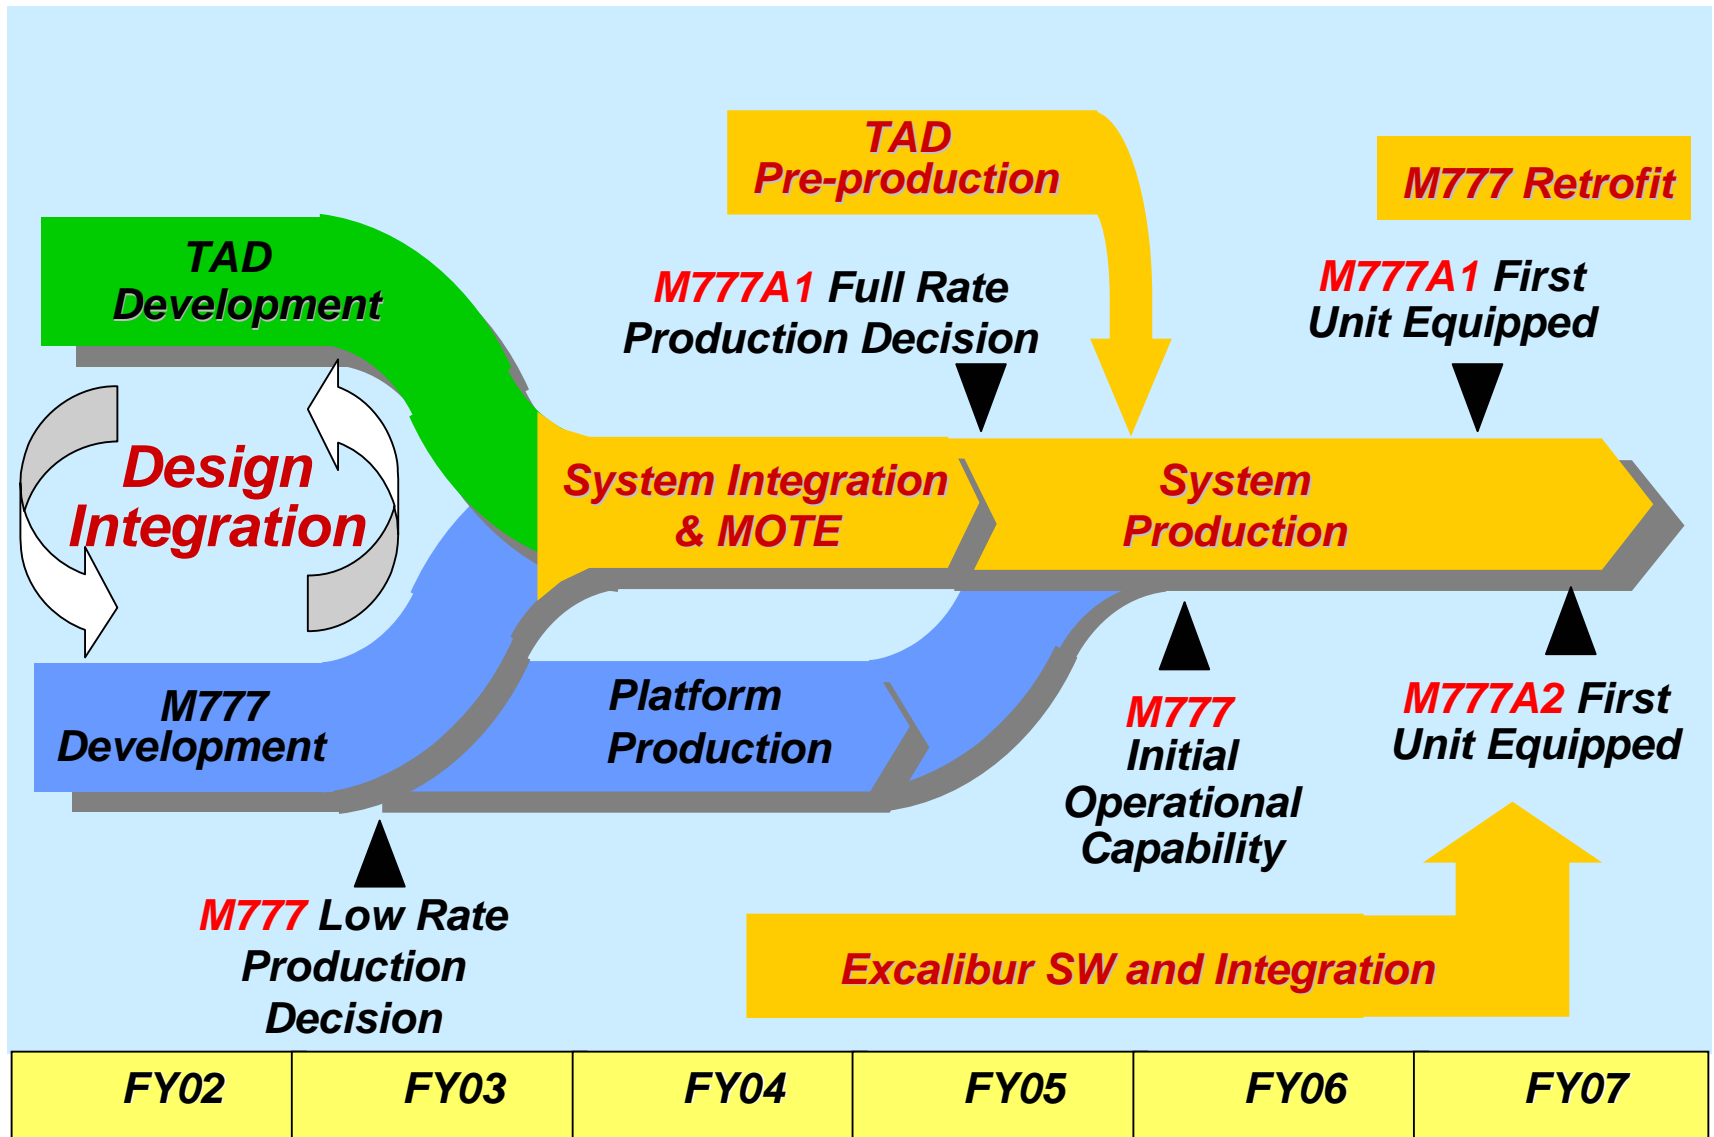 TAD
Pre-production
M777 Retrofit
TAD
Development
M777A1 Full Rate
Production Decision
M777A1 First
Unit Equipped
Design
Integration
System Integration
& MOTE
System
Production
M777
Development
Platform
Production
M777
Initial
Operational
Capability
M777A2 First
Unit Equipped
M777 Low Rate
Production
Decision
Excalibur SW and Integration
FY02
FY03
FY04
FY05
FY06
FY07